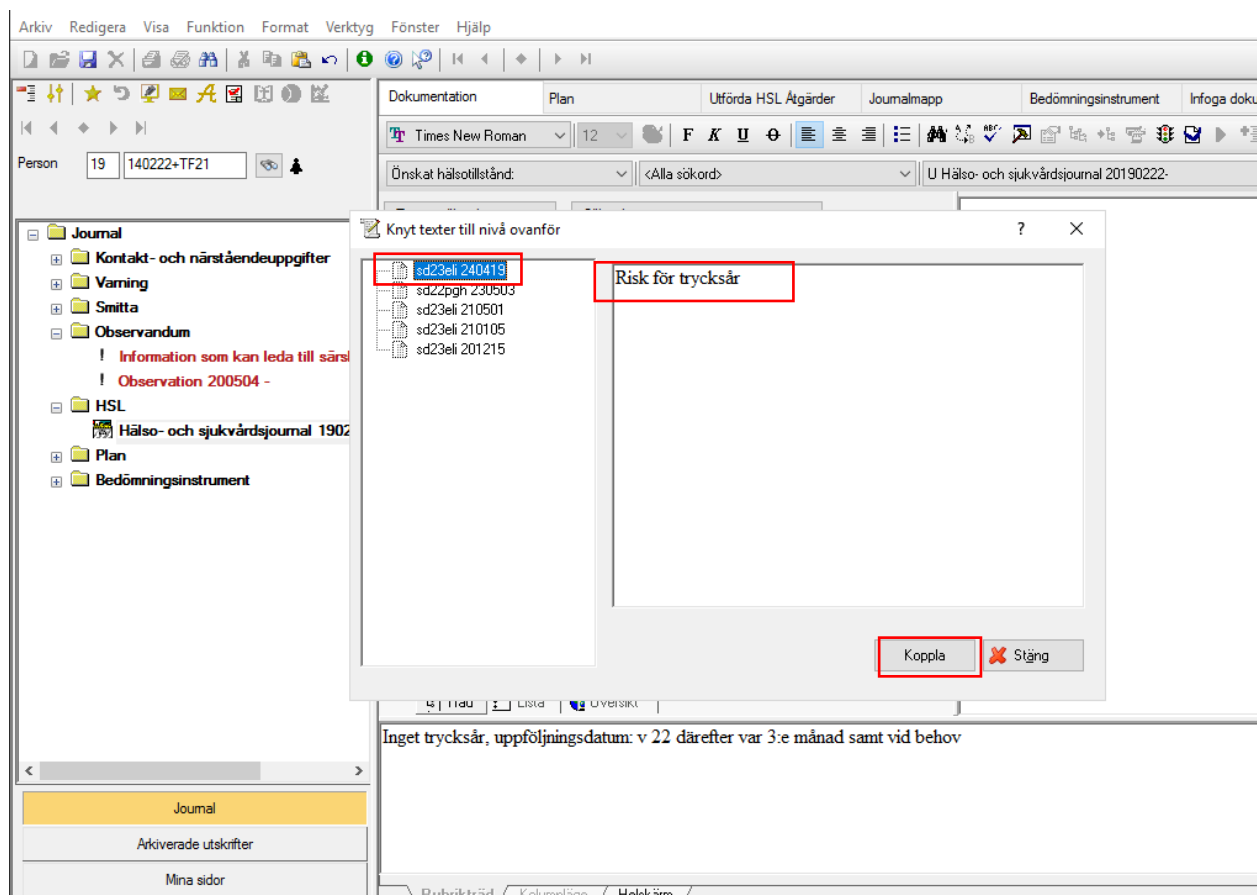 Arkiv Redigera Visa Funktion Format Verktyg Fönster Hjälp
Dokumentation Plan Utförda HSL Åtgärder Journalmapp Bedömningsinstrument Infoga doku
Times New Roman 12 F K U
Person 19 140222+TF21
Önskat hälsotillstånd: <Alla sökord> U Hälso- och sjukvårdsjournal 20190222-
Knyt texter till nivå ovanför ? ×
Journal
Kontakt- och närståendeuppgifter
Varning
Smitta
Observandum
! Information som kan leda till särsl
! Observation 200504 -
HSL
Hälso- och sjukvårdsjournal 1902
Plan
Bedömningsinstrument
sd23eli 240419
sd22pgh 230503
sd23eli 210501
sd23eli 210105
sd23eli 201215
Risk för trycksår
Koppla Stäng
Träd Lista Översikt
Inget trycksår, uppföljningsdatum: v 22 därefter var 3:e månad samt vid behov
Journal
Arkiverade utskrifter
Mina sidor
Rubrikträd Kolumnläge Helskärm